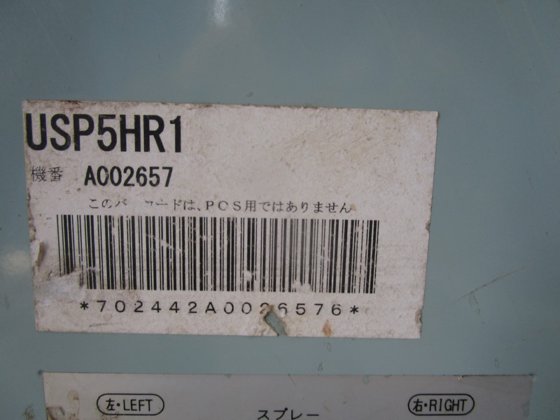 USP5HR1
機番 A002657
このバーコードは、POS用ではありません
*702442A0026576*
左・LEFT 右・RIGHT
スプレー